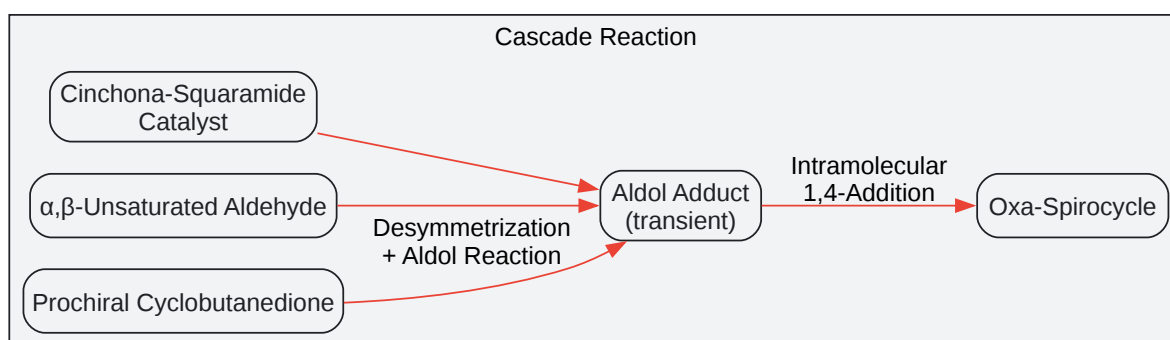 Cascade Reaction
Cinchona-Squaramide
Catalyst
α,β-Unsaturated Aldehyde
Prochiral Cyclobutanedione
Desymmetrization
+ Aldol Reaction
Aldol Adduct
(transient)
Intramolecular
1,4-Addition
Oxa-Spirocycle